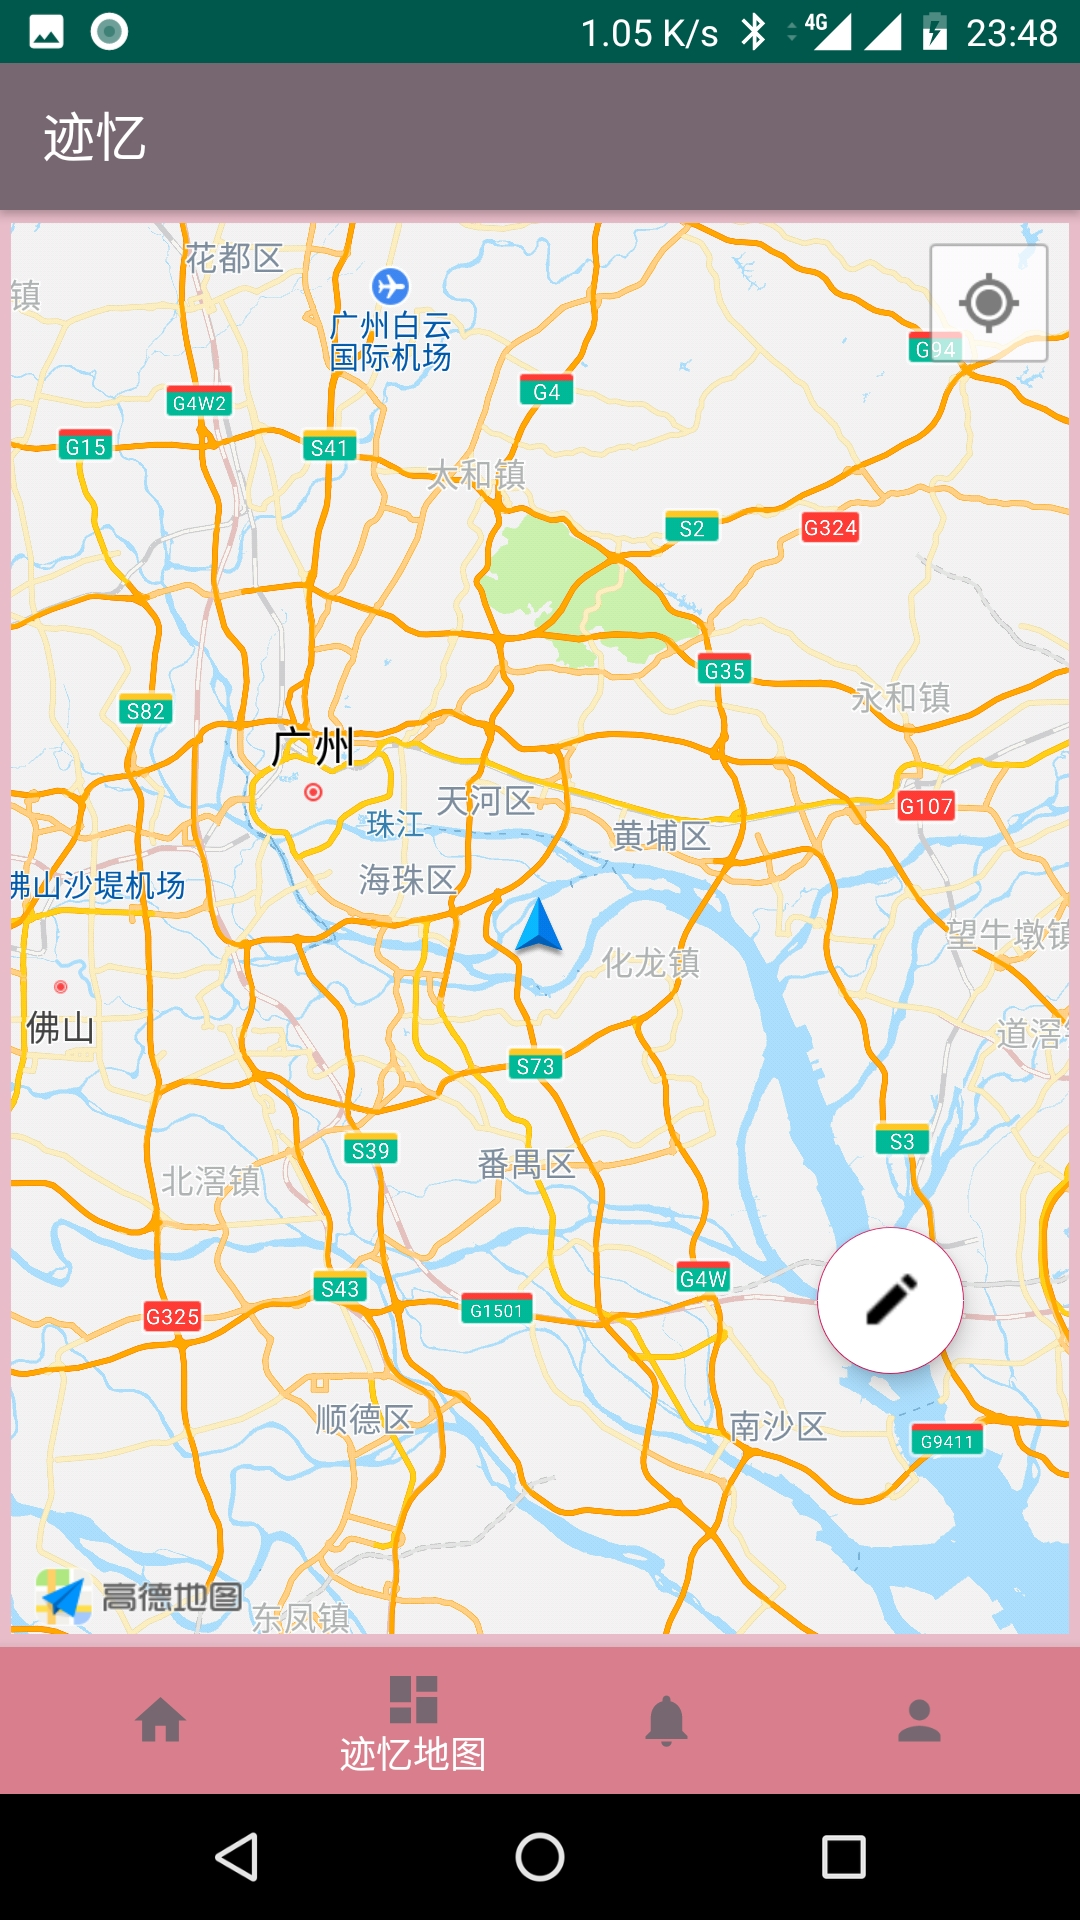 1.05 K/s
4G
23:48
迹忆
花都区
镇
广州白云
国际机场
G94
G4
G4W2
G15
S41
太和镇
S2
G324
G35
永和镇
S82
广州
天河区
G107
珠江
黄埔区
海珠区
佛山沙堤机场
望牛墩镇
化龙镇
佛山
道滘
S73
S3
S39
番禺区
北滘镇
G4W
S43
G1501
G325
顺德区
南沙区
G9411
高德地图
东凤镇
迹忆地图